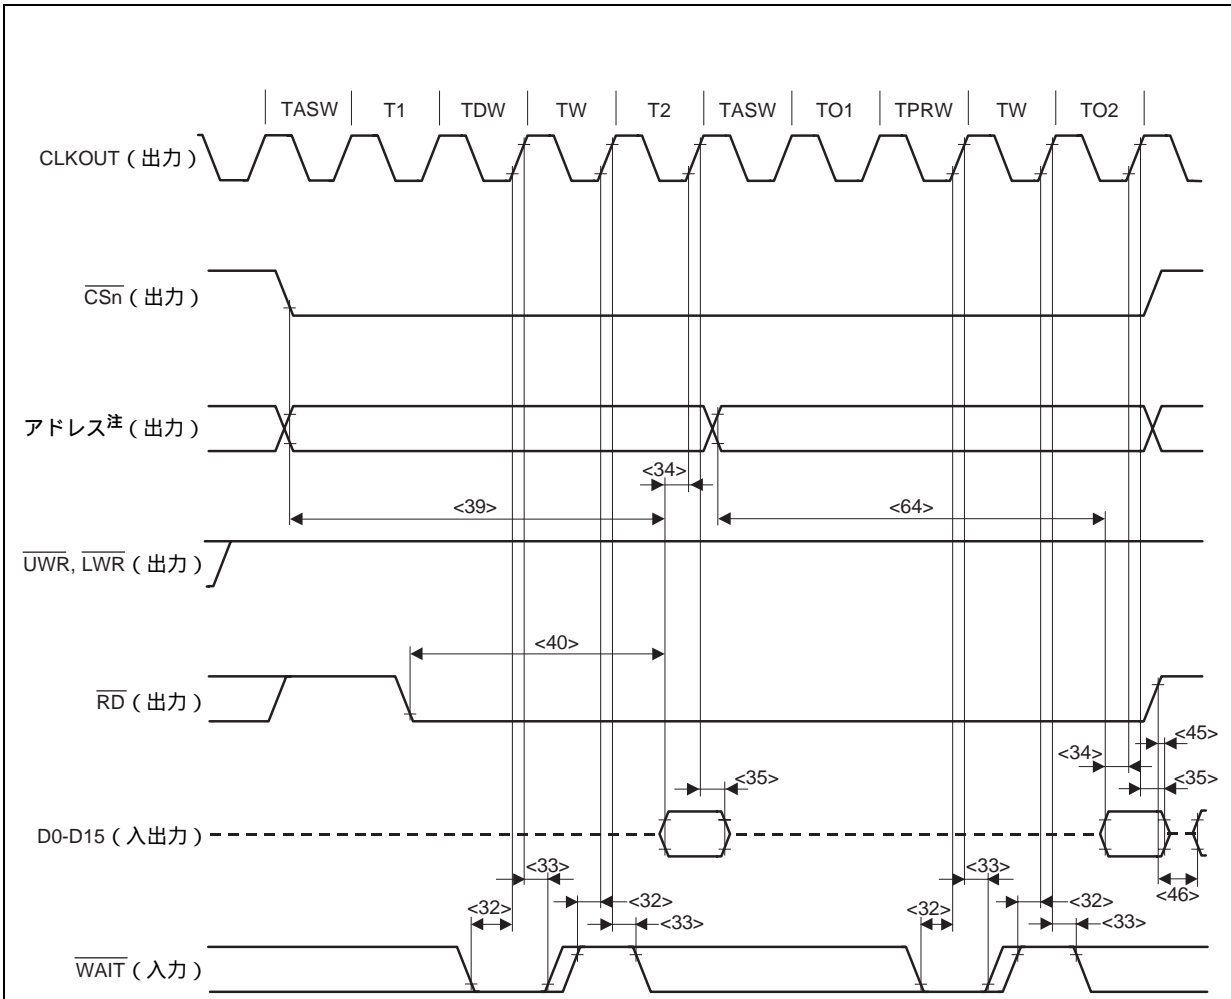 TASW T1 TDW TW T2 TASW TO1 TPRW TW TO2
CLKOUT(出力)
CSn(出力)
アドレス注(出力)
<34>
<39> <64>
UWR, LWR(出力)
<40>
RD(出力)
<45>
<34>
<35> <35>
D0-D15(入出力)
<33> <33>
<32> <32> <32> <32> <46>
<33> <33>
WAIT(入力)